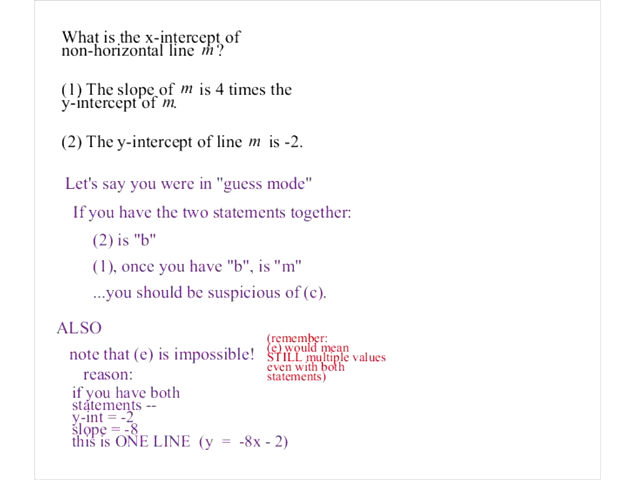 What is the x-intercept of
non-horizontal line m?
(1) The slope of m is 4 times the
y-intercept of m.
(2) The y-intercept of line m is -2.
Let's say you were in "guess mode"
If you have the two statements together:
(2) is "b"
(1), once you have "b", is "m"
...you should be suspicious of (c).
ALSO
note that (e) is impossible!
reason:
(remember:
(e) would mean
STILL multiple values
even with both
statements)
if you have both
statements --
y-int = -2
slope = -8
this is ONE LINE (y = -8x - 2)